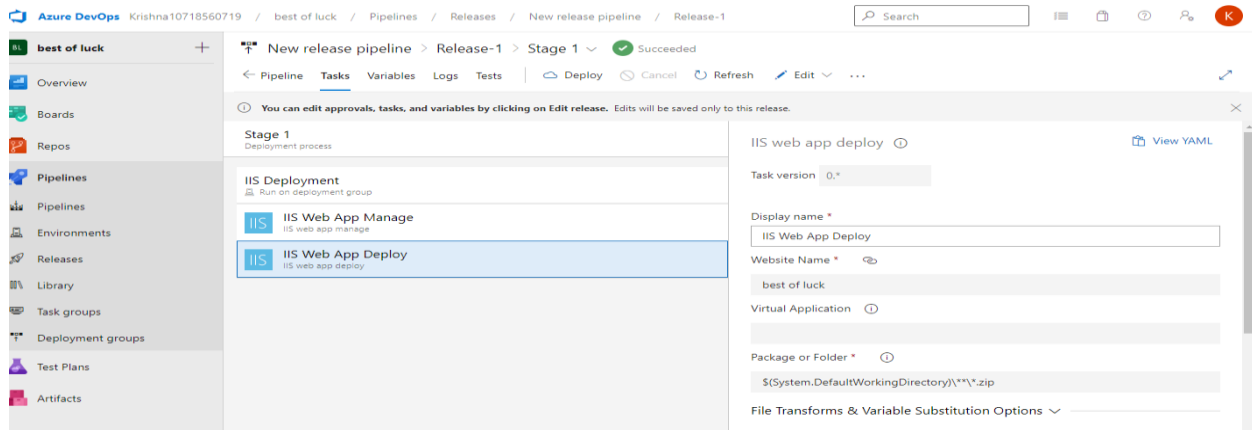 Azure DevOps Krishna10718560719 / best of luck / Pipelines / Releases / New release pipeline / Release-1 Search K
BL best of luck +
New release pipeline > Release-1 > Stage 1 Succeeded
Overview
Pipeline Tasks Variables Logs Tests Deploy Cancel Refresh Edit ...
Boards
You can edit approvals, tasks, and variables by clicking on Edit release. Edits will be saved only to this release.
Repos
Stage 1
Deployment process
IIS web app deploy View YAML
Pipelines
Task version 0.*
IIS Deployment
Run on deployment group
Pipelines
IIS IIS Web App Manage
IIS web app manage
Display name *
IIS Web App Deploy
Environments
IIS IIS Web App Deploy
IIS web app deploy
Website Name *
Releases
best of luck
Library
Virtual Application
Task groups
Deployment groups
Package or Folder *
Test Plans
$(System.DefaultWorkingDirectory)\**\*.zip
Artifacts
File Transforms & Variable Substitution Options